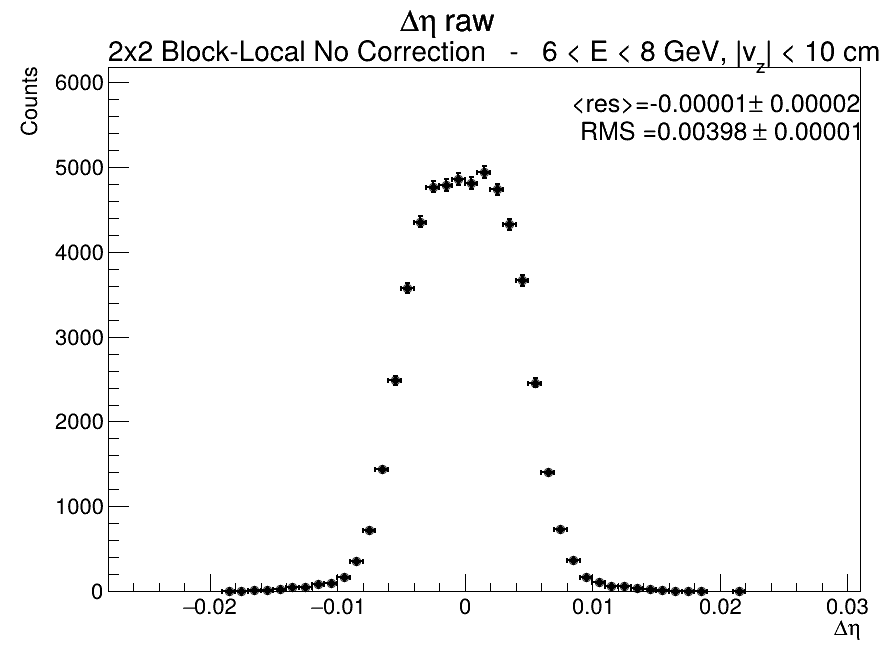 Δη raw
2x2 Block-Local No Correction - 6 < E < 8 GeV, |v_z| < 10 cm
Counts
<res>=-0.00001± 0.00002
RMS =0.00398 ± 0.00001
6000
5000
4000
3000
2000
1000
0
−0.02 −0.01 0 0.01 0.02 0.03
Δη